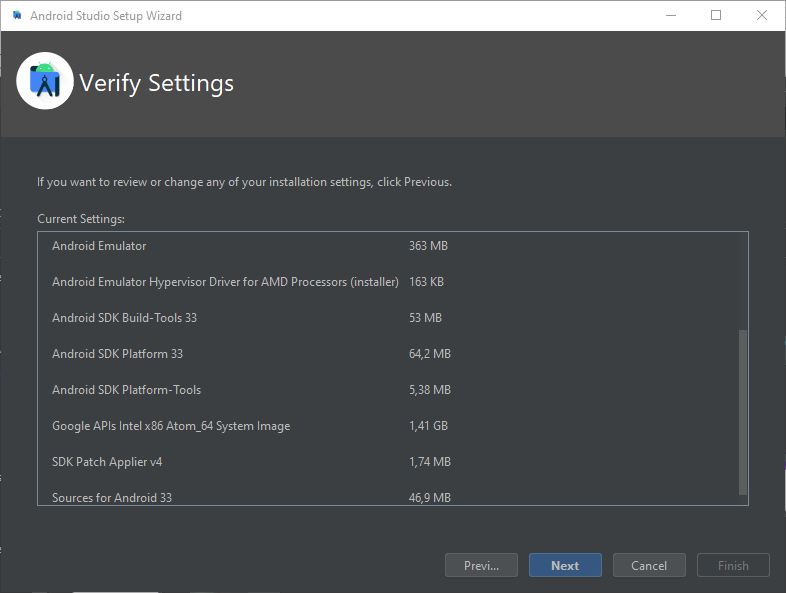 Android Studio Setup Wizard
Verify Settings
If you want to review or change any of your installation settings, click Previous.
Current Settings:
Android Emulator 363 MB
Android Emulator Hypervisor Driver for AMD Processors (installer) 163 KB
Android SDK Build-Tools 33 53 MB
Android SDK Platform 33 64,2 MB
Android SDK Platform-Tools 5,38 MB
Google APIs Intel x86 Atom_64 System Image 1,41 GB
SDK Patch Applier v4 1,74 MB
Sources for Android 33 46,9 MB
Previ... Next Cancel Finish